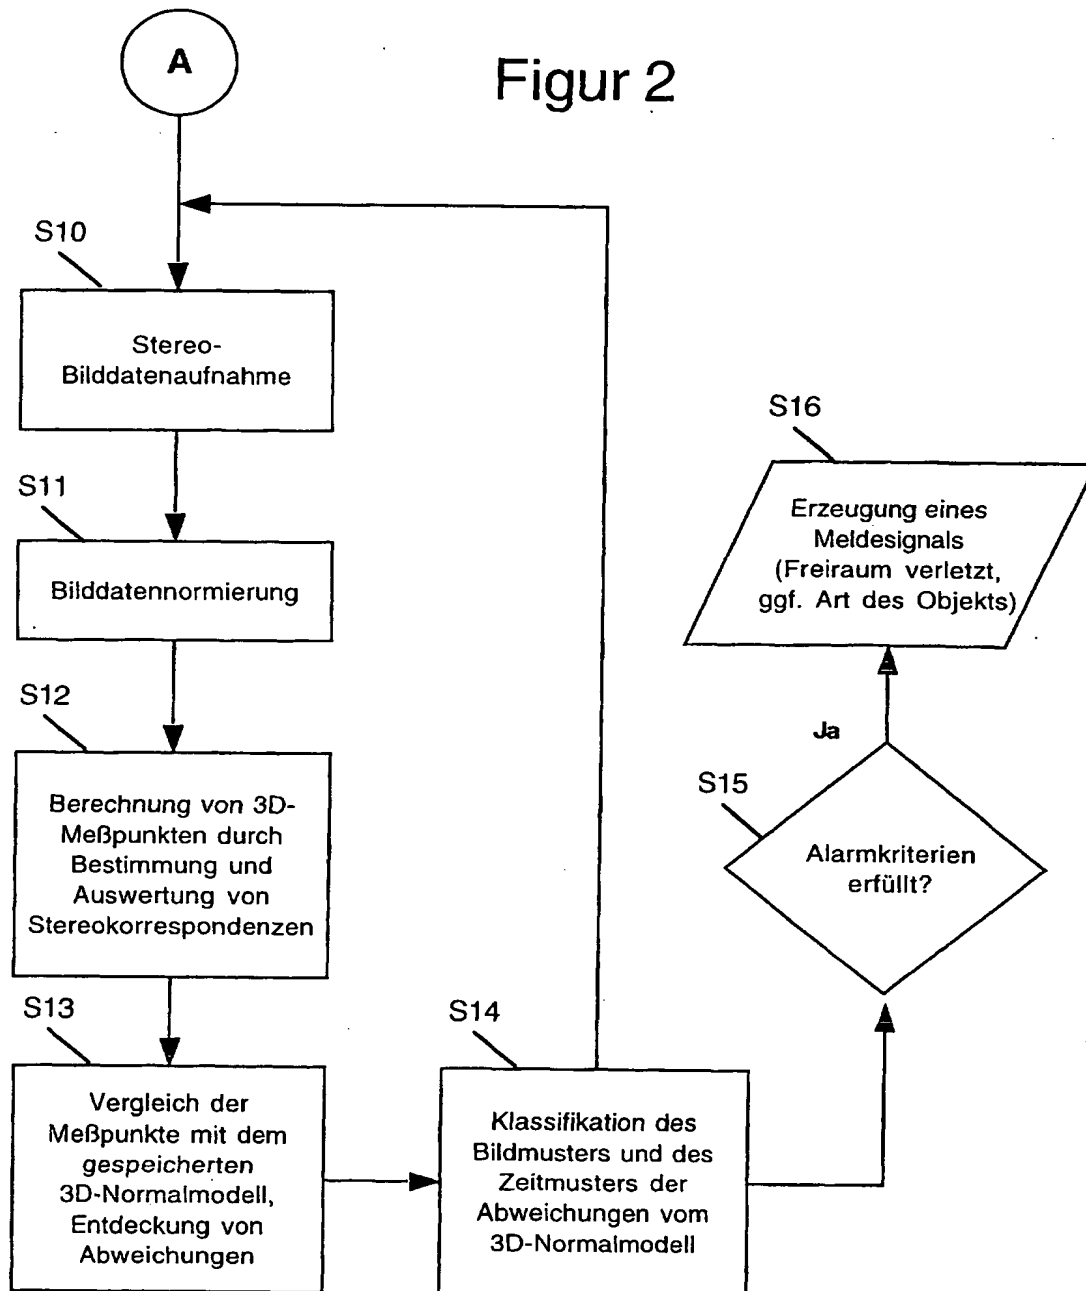 A
Figur 2
S10
Stereo-
Bilddatenaufnahme
S11
Bilddatennormierung
S12
Berechnung von 3D-
Meßpunkten durch
Bestimmung und
Auswertung von
Stereokorrespondenzen
S13
Vergleich der
Meßpunkte mit dem
gespeicherten
3D-Normalmodell,
Entdeckung von
Abweichungen
S14
Klassifikation des
Bildmusters und des
Zeitmusters der
Abweichungen vom
3D-Normalmodell
S15
Alarmkriterien
erfüllt?
Ja
S16
Erzeugung eines
Meldesignals
(Freiraum verletzt,
ggf. Art des Objekts)